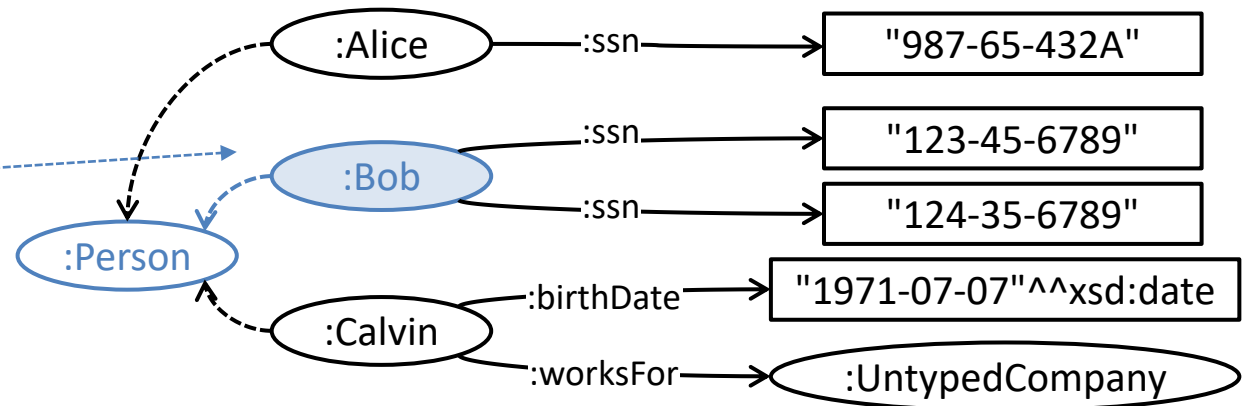 :Alice :ssn "987-65-432A"
:ssn "123-45-6789"
:Bob
:ssn "124-35-6789"
:Person
:birthDate "1971-07-07"^^xsd:date
:Calvin
:worksFor :UntypedCompany